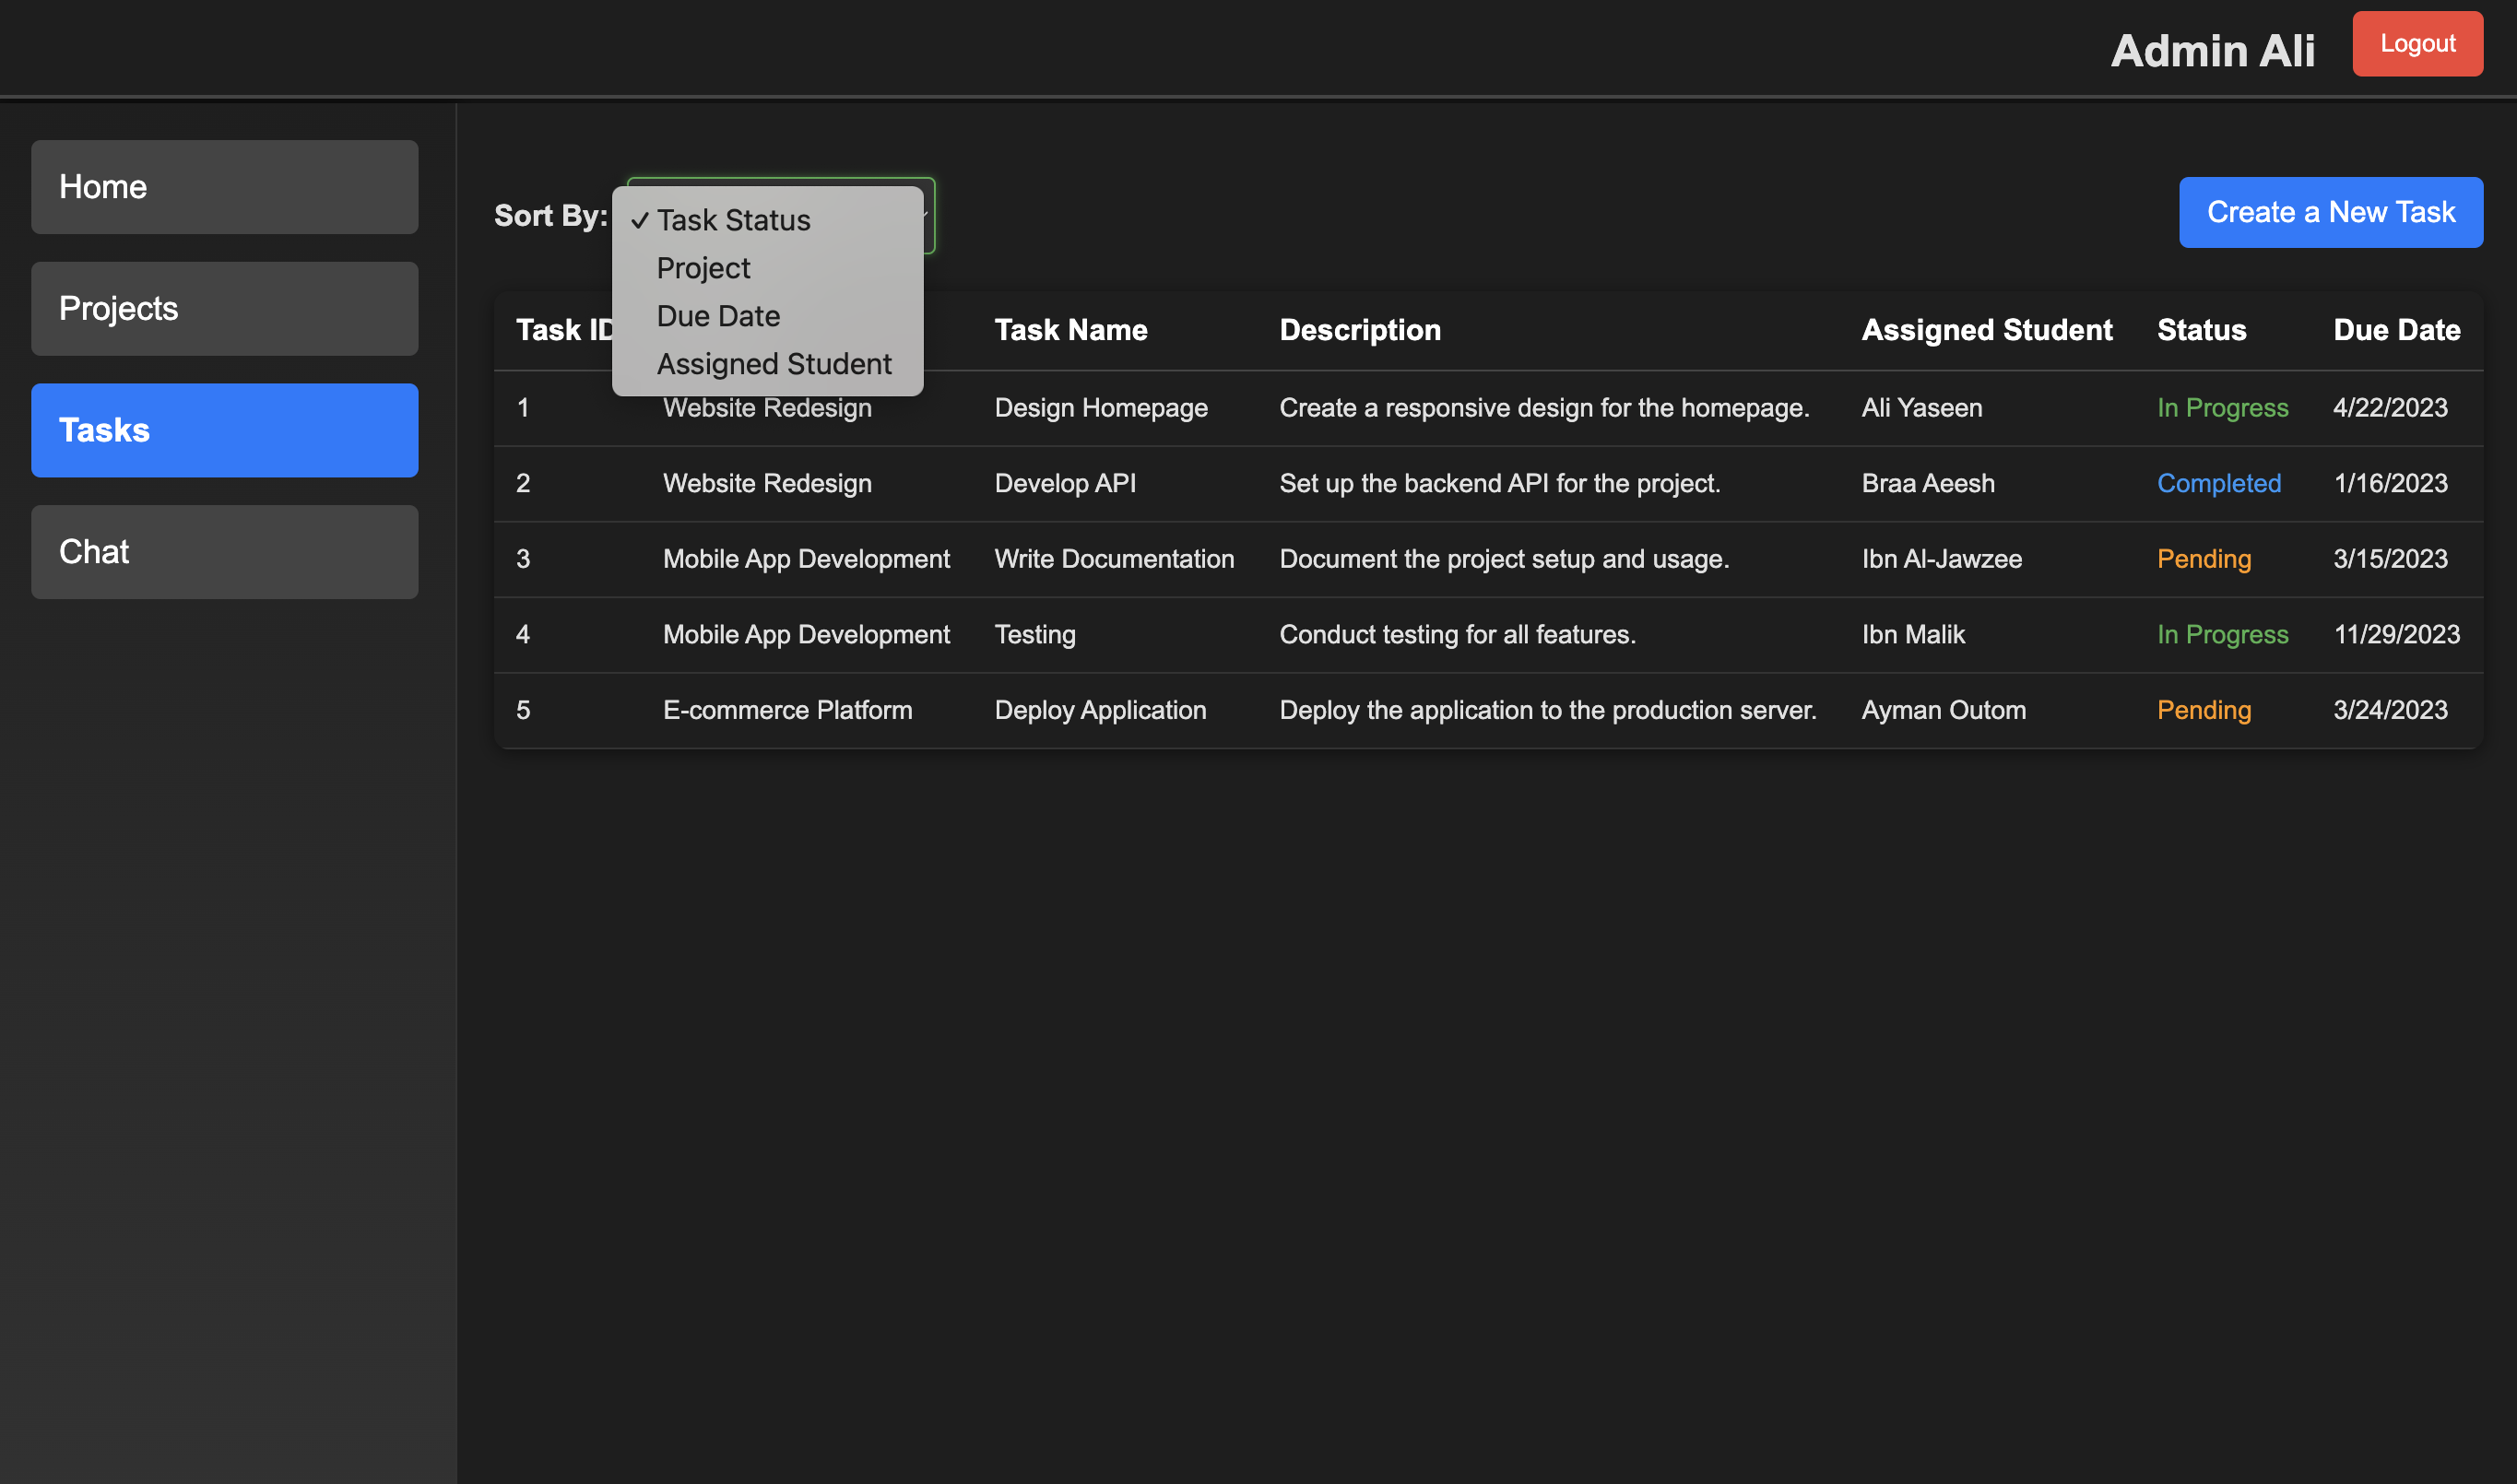 Admin Ali Logout
Home
Projects
Tasks
Chat
Sort By:
✓ Task Status
Project
Due Date
Assigned Student
Create a New Task
Task ID Task Name Description Assigned Student Status Due Date
1 Website Redesign Design Homepage Create a responsive design for the homepage. Ali Yaseen In Progress 4/22/2023
2 Website Redesign Develop API Set up the backend API for the project. Braa Aeesh Completed 1/16/2023
3 Mobile App Development Write Documentation Document the project setup and usage. Ibn Al-Jawzee Pending 3/15/2023
4 Mobile App Development Testing Conduct testing for all features. Ibn Malik In Progress 11/29/2023
5 E-commerce Platform Deploy Application Deploy the application to the production server. Ayman Outom Pending 3/24/2023